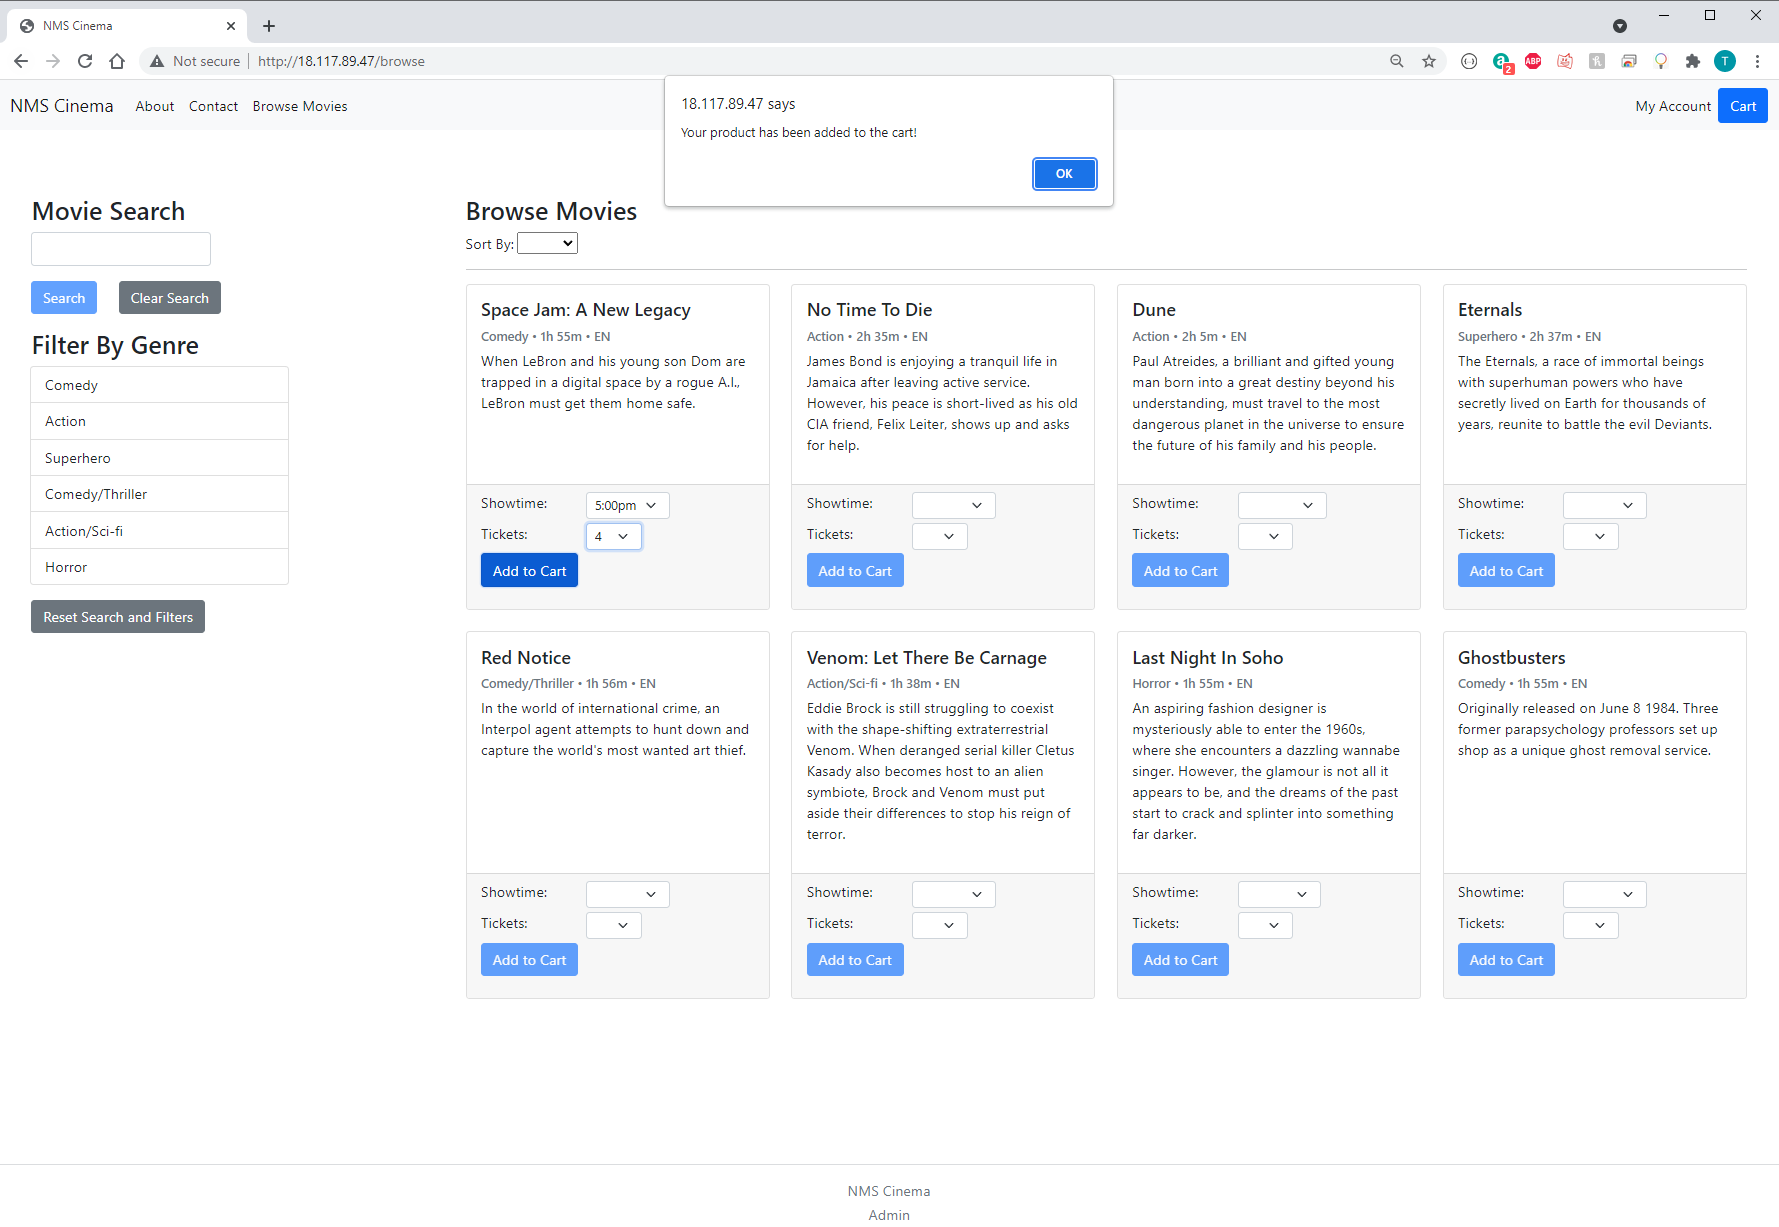 NMS Cinema
Not secure
http://18.117.89.47/browse
2
ABP
T
NMS Cinema
About
Contact
Browse Movies
My Account
Cart
18.117.89.47 says
Your product has been added to the cart!
OK
Movie Search
Search
Clear Search
Filter By Genre
Comedy
Action
Superhero
Comedy/Thriller
Action/Sci-fi
Horror
Reset Search and Filters
Browse Movies
Sort By:
Space Jam: A New Legacy
Comedy • 1h 55m • EN
When LeBron and his young son Dom are
trapped in a digital space by a rogue A.I.,
LeBron must get them home safe.
Showtime:
5:00pm
Tickets:
4
Add to Cart
No Time To Die
Action • 2h 35m • EN
James Bond is enjoying a tranquil life in
Jamaica after leaving active service.
However, his peace is short-lived as his old
CIA friend, Felix Leiter, shows up and asks
for help.
Showtime:
Tickets:
Add to Cart
Dune
Action • 2h 5m • EN
Paul Atreides, a brilliant and gifted young
man born into a great destiny beyond his
understanding, must travel to the most
dangerous planet in the universe to ensure
the future of his family and his people.
Showtime:
Tickets:
Add to Cart
Eternals
Superhero • 2h 37m • EN
The Eternals, a race of immortal beings
with superhuman powers who have
secretly lived on Earth for thousands of
years, reunite to battle the evil Deviants.
Showtime:
Tickets:
Add to Cart
Red Notice
Comedy/Thriller • 1h 56m • EN
In the world of international crime, an
Interpol agent attempts to hunt down and
capture the world's most wanted art thief.
Showtime:
Tickets:
Add to Cart
Venom: Let There Be Carnage
Action/Sci-fi • 1h 38m • EN
Eddie Brock is still struggling to coexist
with the shape-shifting extraterrestrial
Venom. When deranged serial killer Cletus
Kasady also becomes host to an alien
symbiote, Brock and Venom must put
aside their differences to stop his reign of
terror.
Showtime:
Tickets:
Add to Cart
Last Night In Soho
Horror • 1h 55m • EN
An aspiring fashion designer is
mysteriously able to enter the 1960s,
where she encounters a dazzling wannabe
singer. However, the glamour is not all it
appears to be, and the dreams of the past
start to crack and splinter into something
far darker.
Showtime:
Tickets:
Add to Cart
Ghostbusters
Comedy • 1h 55m • EN
Originally released on June 8 1984. Three
former parapsychology professors set up
shop as a unique ghost removal service.
Showtime:
Tickets:
Add to Cart
NMS Cinema
Admin